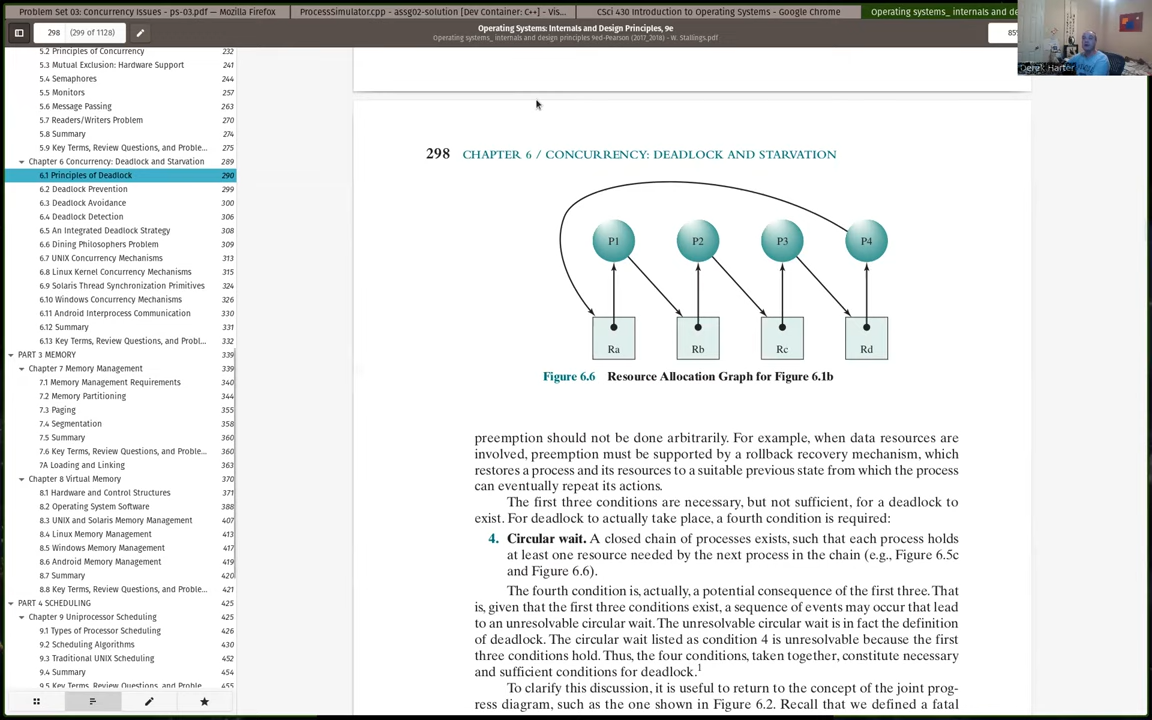 Problem Set 03: Concurrency Issues - ps-03.pdf — Mozilla Firefox
ProcessSimulator.cpp - assg02-solution [Dev Container: C++] - Vis...
CSci 430 Introduction to Operating Systems - Google Chrome
Operating systems_ internals and de
298 (299 of 1128)
Operating Systems: Internals and Design Principles, 9e
Operating systems_ internals and design principles 9ed-Pearson (2017_2018) - W. Stallings.pdf
Derek Harter
5.2 Principles of Concurrency 232
5.3 Mutual Exclusion: Hardware Support 241
5.4 Semaphores 244
5.5 Monitors 257
5.6 Message Passing 263
5.7 Readers/Writers Problem 270
5.8 Summary 274
5.9 Key Terms, Review Questions, and Proble... 275
Chapter 6 Concurrency: Deadlock and Starvation 289
6.1 Principles of Deadlock 290
6.2 Deadlock Prevention 299
6.3 Deadlock Avoidance 300
6.4 Deadlock Detection 306
6.5 An Integrated Deadlock Strategy 308
6.6 Dining Philosophers Problem 309
6.7 UNIX Concurrency Mechanisms 313
6.8 Linux Kernel Concurrency Mechanisms 315
6.9 Solaris Thread Synchronization Primitives 324
6.10 Windows Concurrency Mechanisms 326
6.11 Android Interprocess Communication 330
6.12 Summary 331
6.13 Key Terms, Review Questions, and Probl... 332
PART 3 MEMORY 339
Chapter 7 Memory Management 339
7.1 Memory Management Requirements 340
7.2 Memory Partitioning 344
7.3 Paging 355
7.4 Segmentation 358
7.5 Summary 360
7.6 Key Terms, Review Questions, and Proble... 360
7A Loading and Linking 363
Chapter 8 Virtual Memory 370
8.1 Hardware and Control Structures 371
8.2 Operating System Software 388
8.3 UNIX and Solaris Memory Management 407
8.4 Linux Memory Management 413
8.5 Windows Memory Management 417
8.6 Android Memory Management 419
8.7 Summary 420
8.8 Key Terms, Review Questions, and Proble... 421
PART 4 SCHEDULING 425
Chapter 9 Uniprocessor Scheduling 425
9.1 Types of Processor Scheduling 426
9.2 Scheduling Algorithms 430
9.3 Traditional UNIX Scheduling 452
9.4 Summary 454
9.5 Key Terms, Review Questions, and Proble... 455
298 CHAPTER 6 / CONCURRENCY: DEADLOCK AND STARVATION
P1 P2 P3 P4
Ra Rb Rc Rd
Figure 6.6 Resource Allocation Graph for Figure 6.1b
preemption should not be done arbitrarily. For example, when data resources are
involved, preemption must be supported by a rollback recovery mechanism, which
restores a process and its resources to a suitable previous state from which the process
can eventually repeat its actions.
The first three conditions are necessary, but not sufficient, for a deadlock to
exist. For deadlock to actually take place, a fourth condition is required:
4. Circular wait. A closed chain of processes exists, such that each process holds
at least one resource needed by the next process in the chain (e.g., Figure 6.5c
and Figure 6.6).
The fourth condition is, actually, a potential consequence of the first three. That
is, given that the first three conditions exist, a sequence of events may occur that lead
to an unresolvable circular wait. The unresolvable circular wait is in fact the definition
of deadlock. The circular wait listed as condition 4 is unresolvable because the first
three conditions hold. Thus, the four conditions, taken together, constitute necessary
and sufficient conditions for deadlock.1
To clarify this discussion, it is useful to return to the concept of the joint prog-
ress diagram, such as the one shown in Figure 6.2. Recall that we defined a fatal